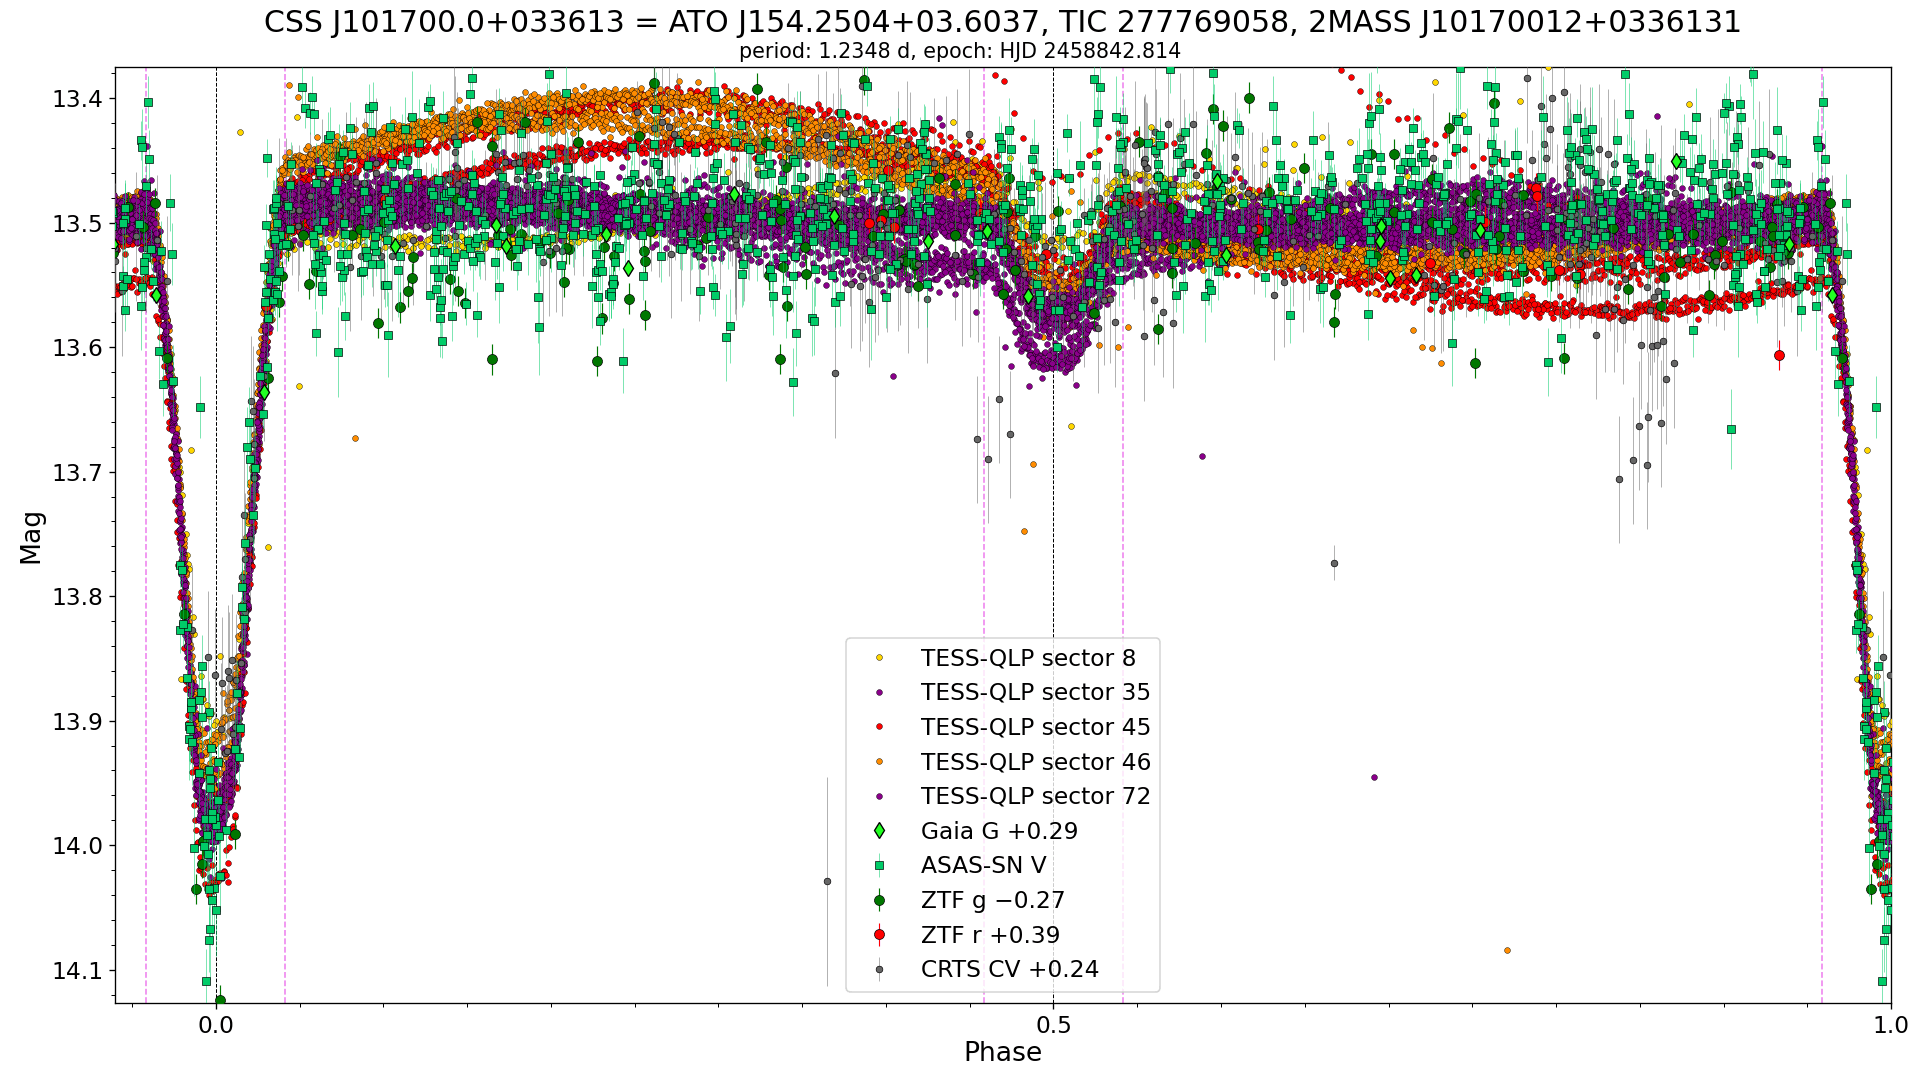 CSS J101700.0+033613 = ATO J154.2504+03.6037, TIC 277769058, 2MASS J10170012+0336131
period: 1.2348 d, epoch: HJD 2458842.814
Mag
13.4
13.5
13.6
13.7
13.8
13.9
14.0
14.1
TESS-QLP sector 8
TESS-QLP sector 35
TESS-QLP sector 45
TESS-QLP sector 46
TESS-QLP sector 72
Gaia G +0.29
ASAS-SN V
ZTF g −0.27
ZTF r +0.39
CRTS CV +0.24
0.0 0.5 1.0
Phase